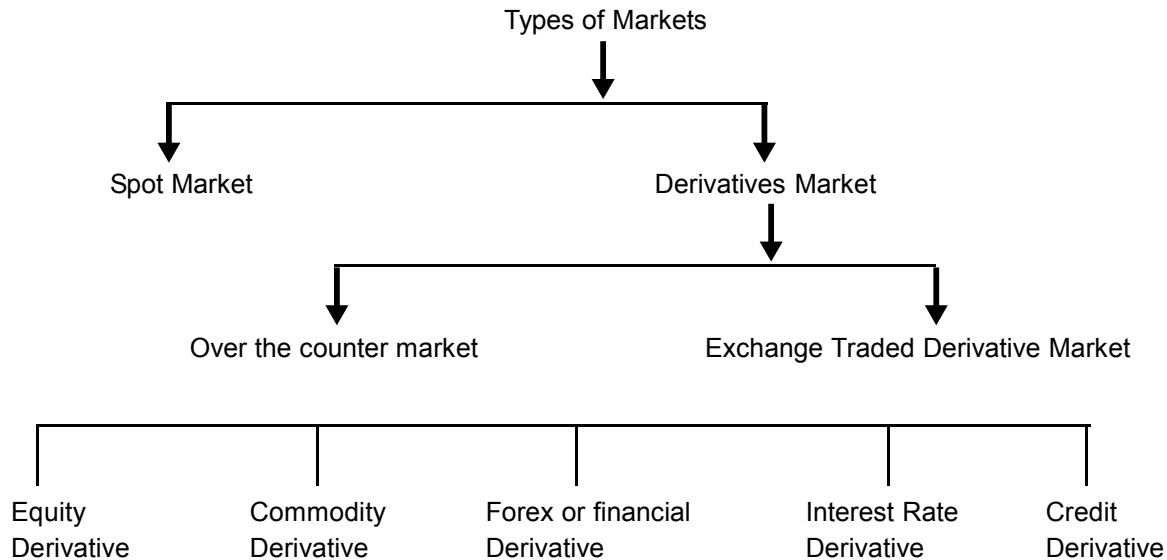 Types of Markets
Spot Market
Derivatives Market
Over the counter market
Exchange Traded Derivative Market
Equity
Derivative
Commodity
Derivative
Forex or financial
Derivative
Interest Rate
Derivative
Credit
Derivative